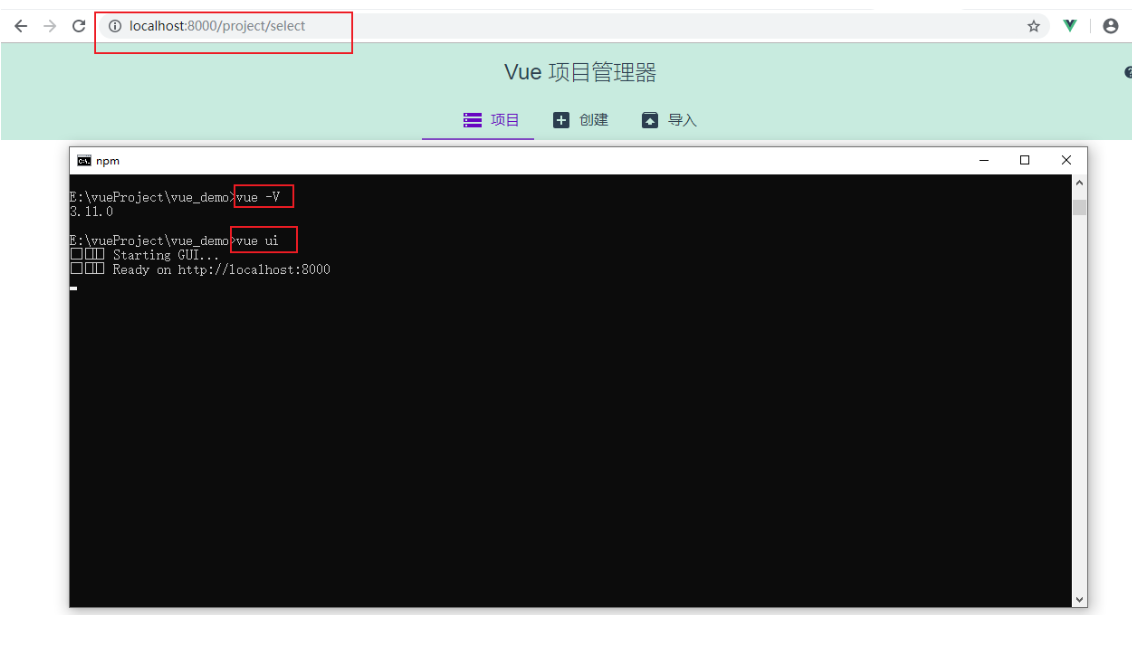 localhost:8000/project/select
Vue 项目管理器
项目 创建 导入
npm
E:\vueProject\vue_demo>vue -V
3.11.0
E:\vueProject\vue_demo>vue ui
Starting GUI...
Ready on http://localhost:8000